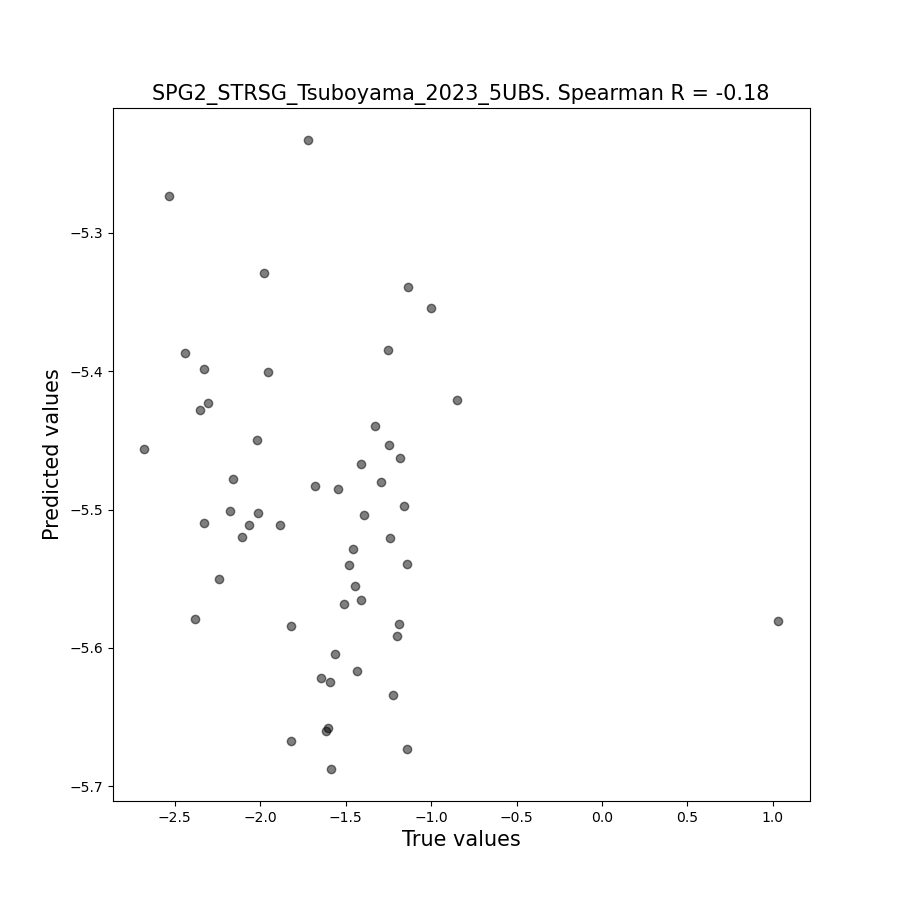 SPG2_STRSG_Tsuboyama_2023_5UBS. Spearman R = -0.18
Predicted values
−5.3
−5.4
−5.5
−5.6
−5.7
−2.5 −2.0 −1.5 −1.0 −0.5 0.0 0.5 1.0
True values